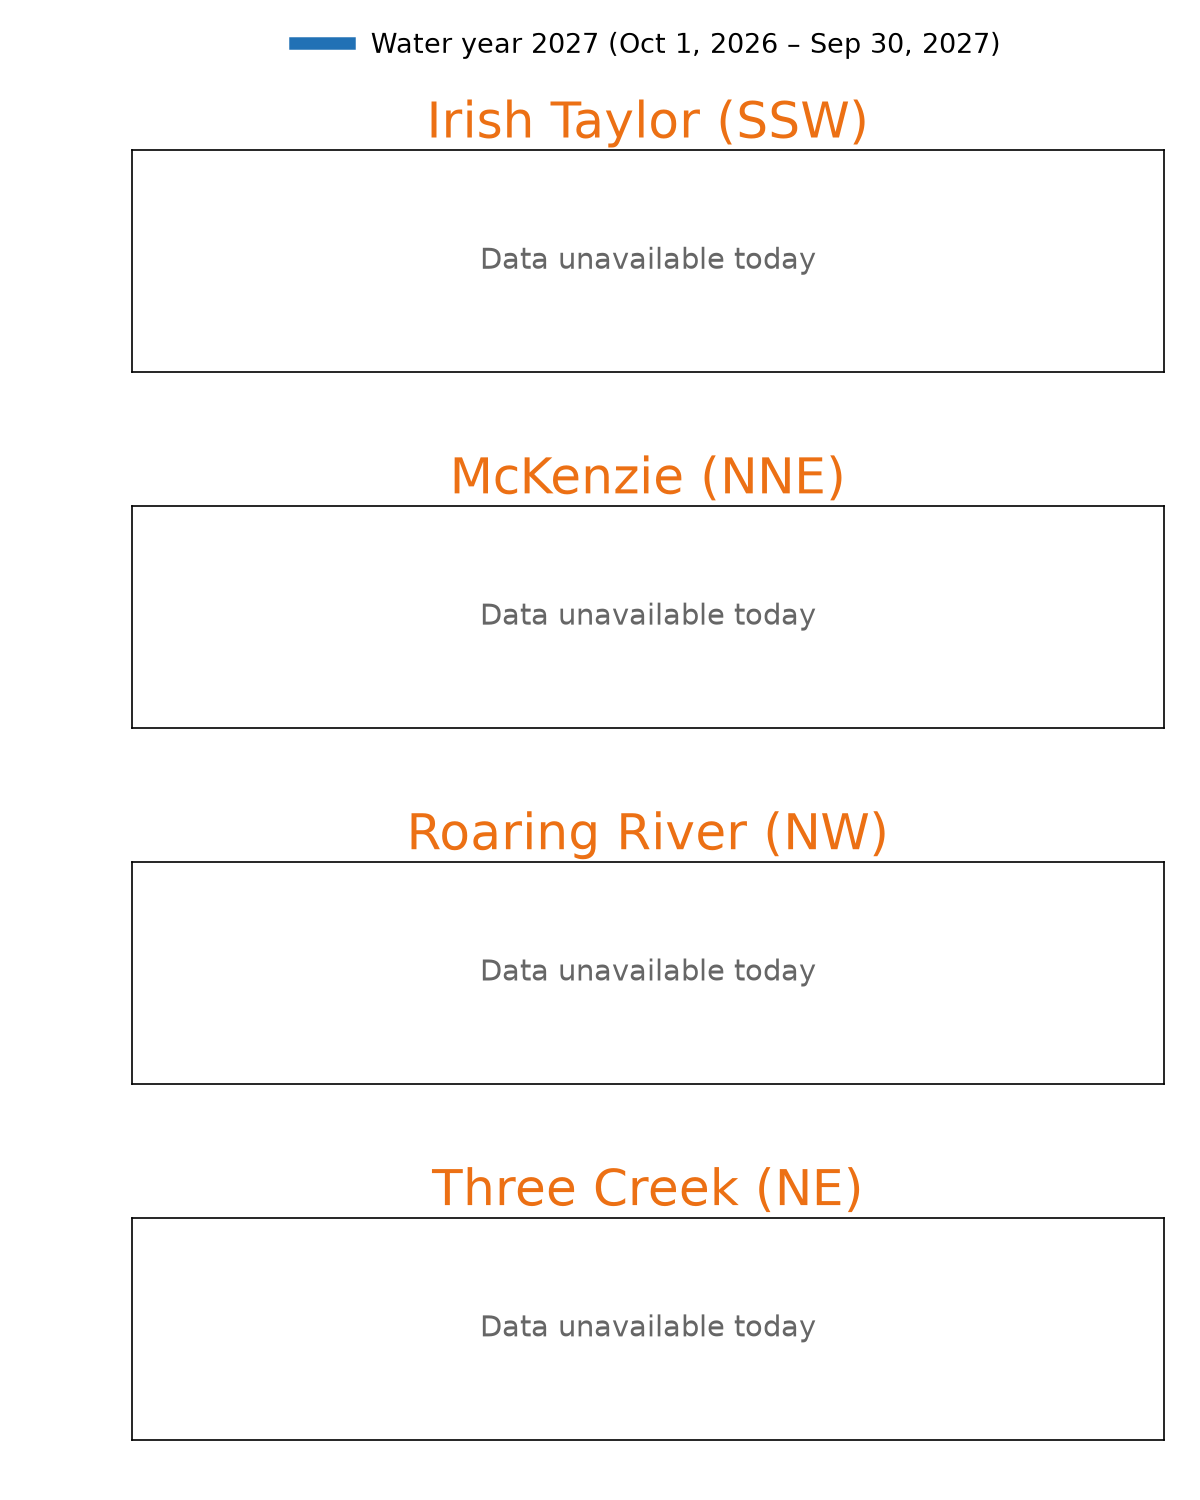 Water year 2027 (Oct 1, 2026 – Sep 30, 2027)
Irish Taylor (SSW)
Data unavailable today
McKenzie (NNE)
Data unavailable today
Roaring River (NW)
Data unavailable today
Three Creek (NE)
Data unavailable today